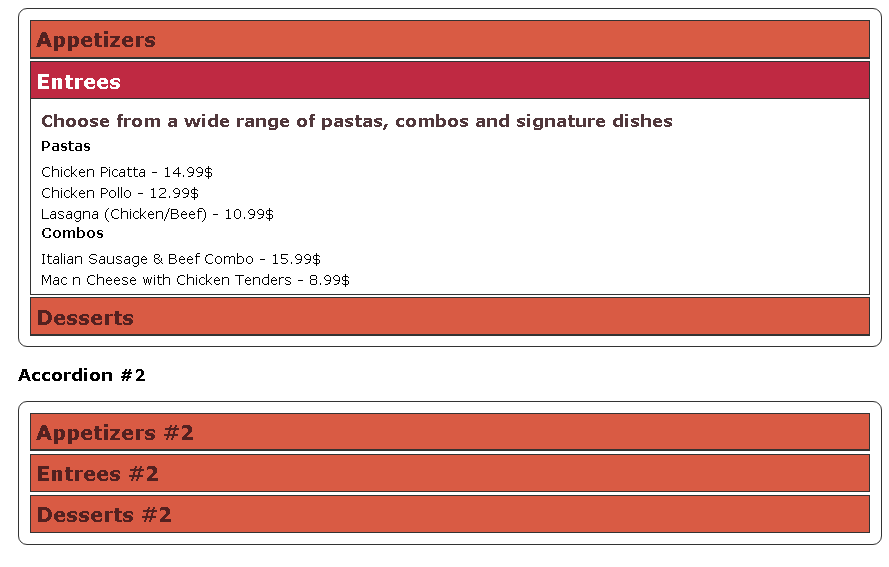 Appetizers
Entrees
Choose from a wide range of pastas, combos and signature dishes
Pastas
Chicken Picatta - 14.99$
Chicken Pollo - 12.99$
Lasagna (Chicken/Beef) - 10.99$
Combos
Italian Sausage & Beef Combo - 15.99$
Mac n Cheese with Chicken Tenders - 8.99$
Desserts
Accordion #2
Appetizers #2
Entrees #2
Desserts #2